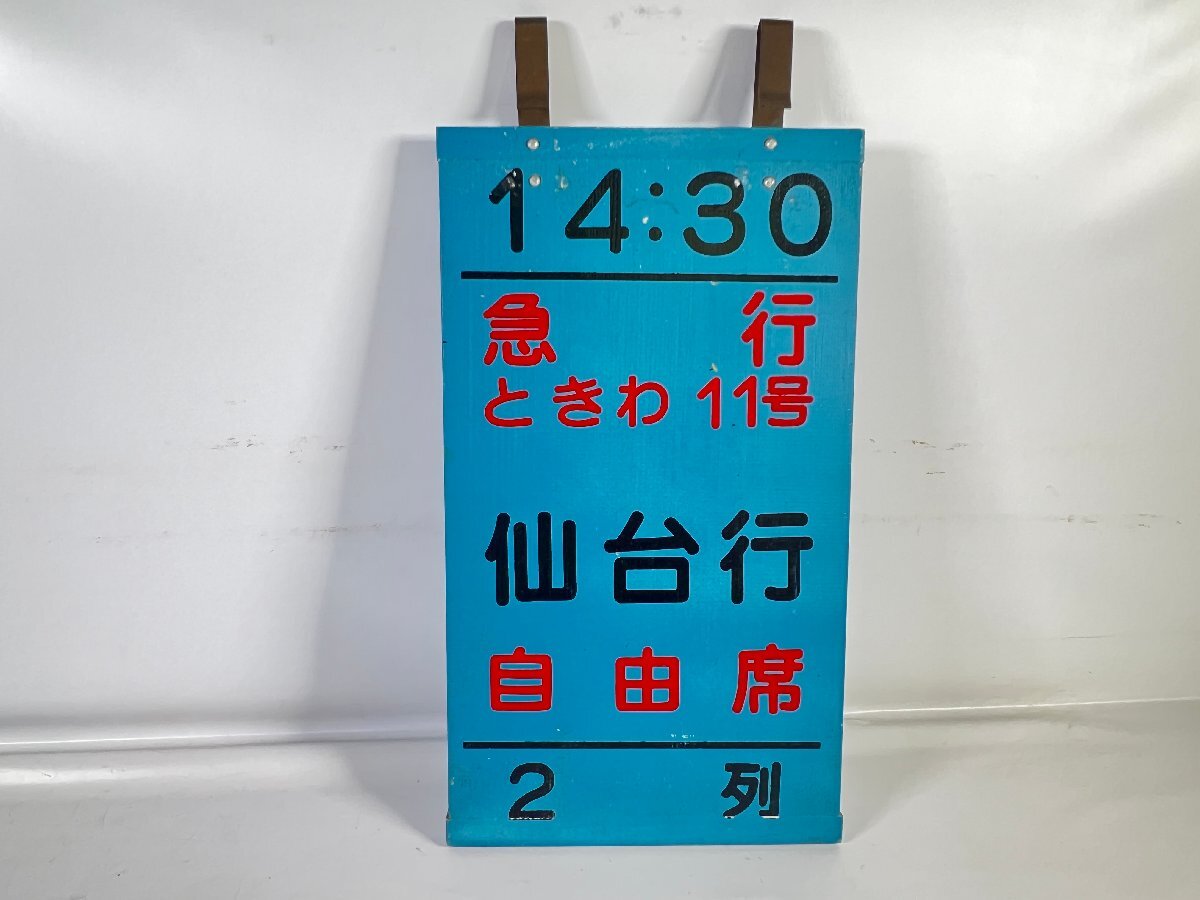 14:30
急行
ときわ11号
仙台行
自由席
2列